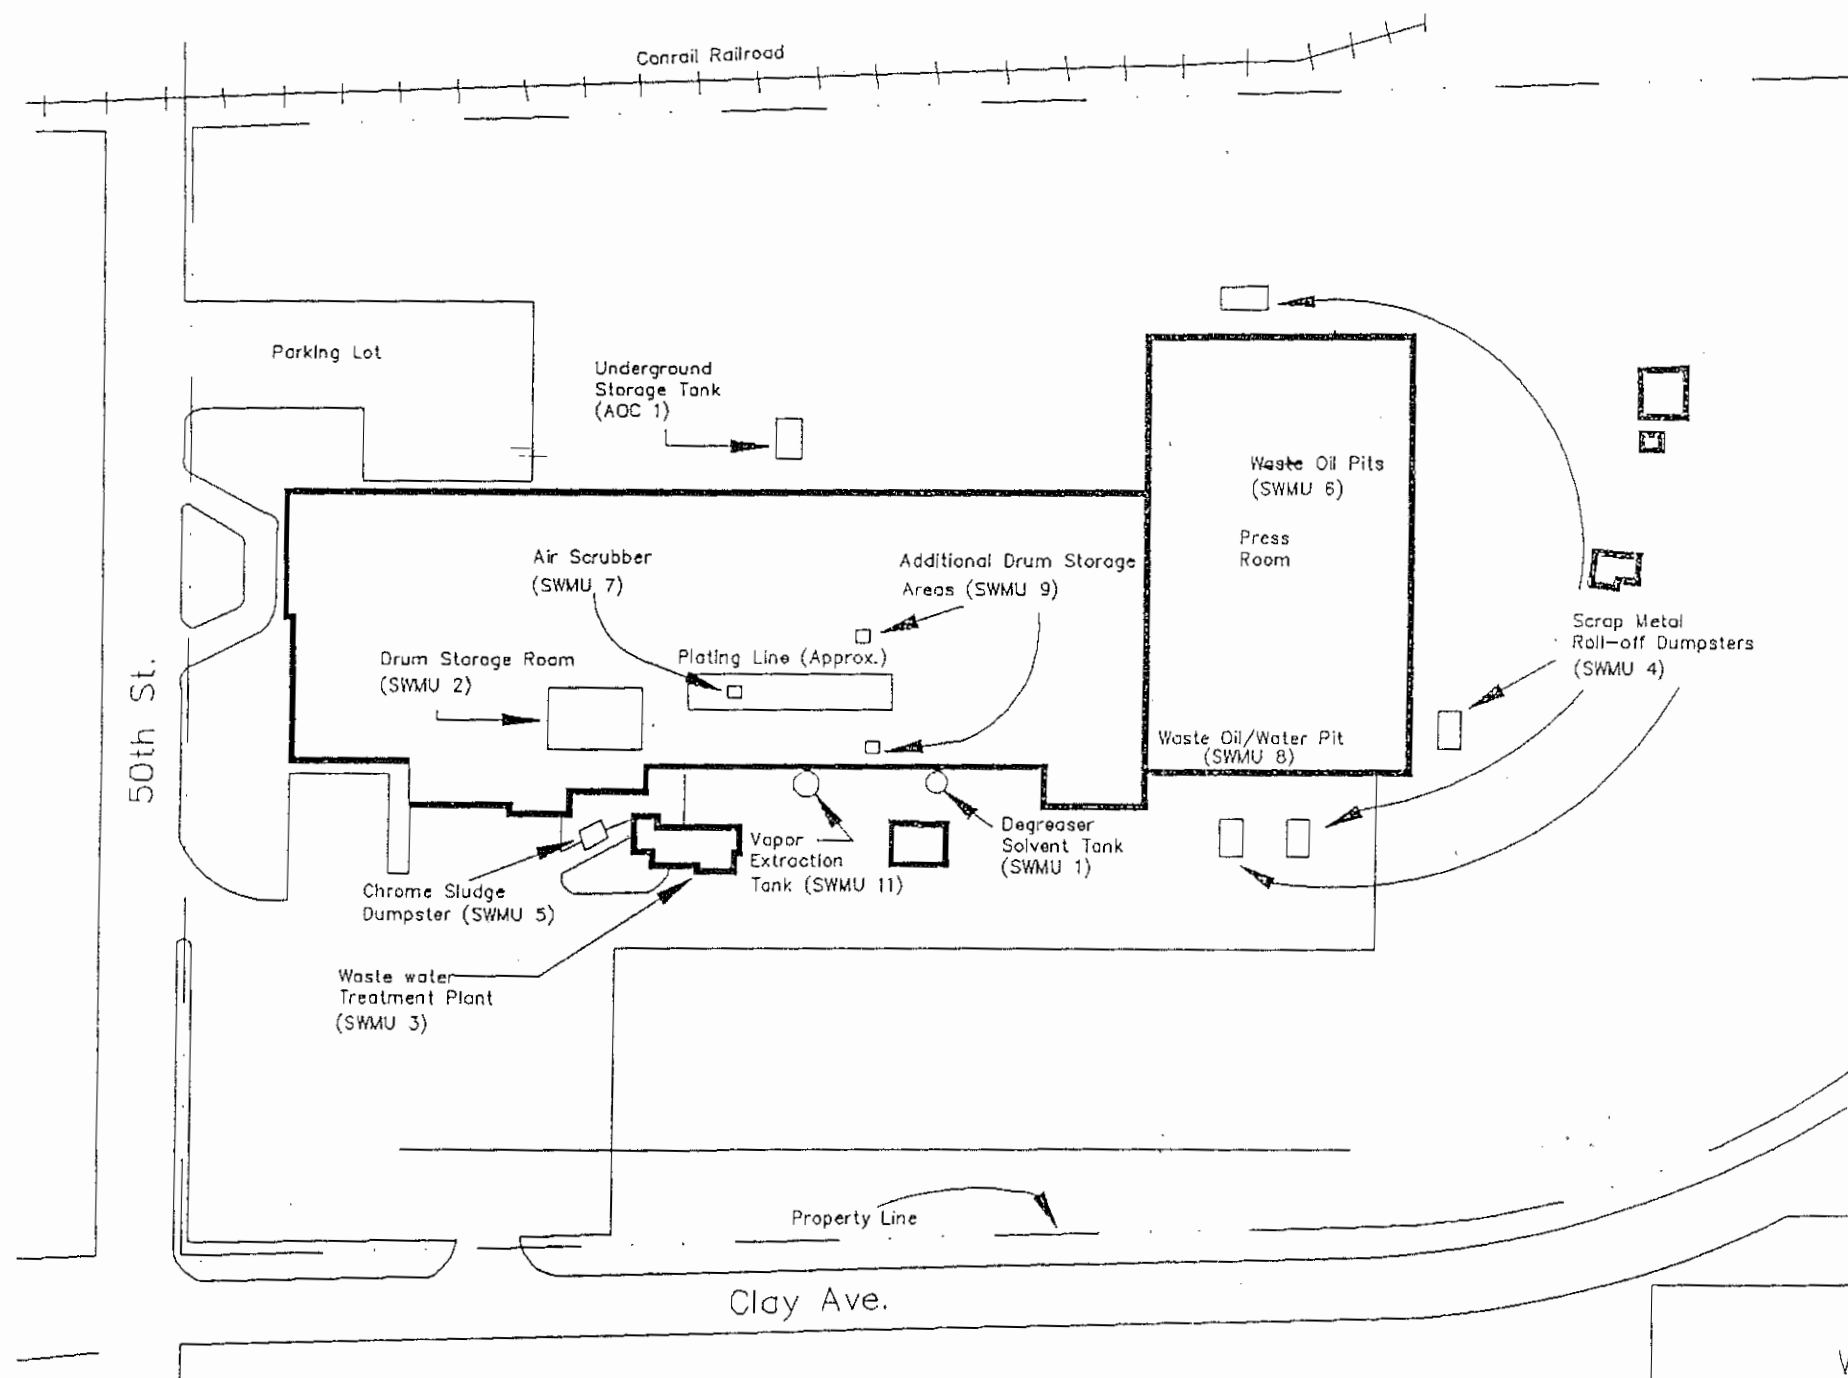 Conrail Railroad
Parking Lot
Underground
Storage Tank
(AOC 1)
Waste Oil Pits
(SWMU 6)
Press
Room
Air Scrubber
(SWMU 7)
Additional Drum Storage
Areas (SWMU 9)
Scrap Metal
Roll-off Dumpsters
(SWMU 4)
Drum Storage Room
(SWMU 2)
Plating Line (Approx.)
50th St.
Waste Oil/Water Pit
(SWMU 8)
Vapor
Extraction
Tank (SWMU 11)
Degreaser
Solvent Tank
(SWMU 1)
Chrome Sludge
Dumpster (SWMU 5)
Waste water
Treatment Plant
(SWMU 3)
Property Line
Clay Ave.